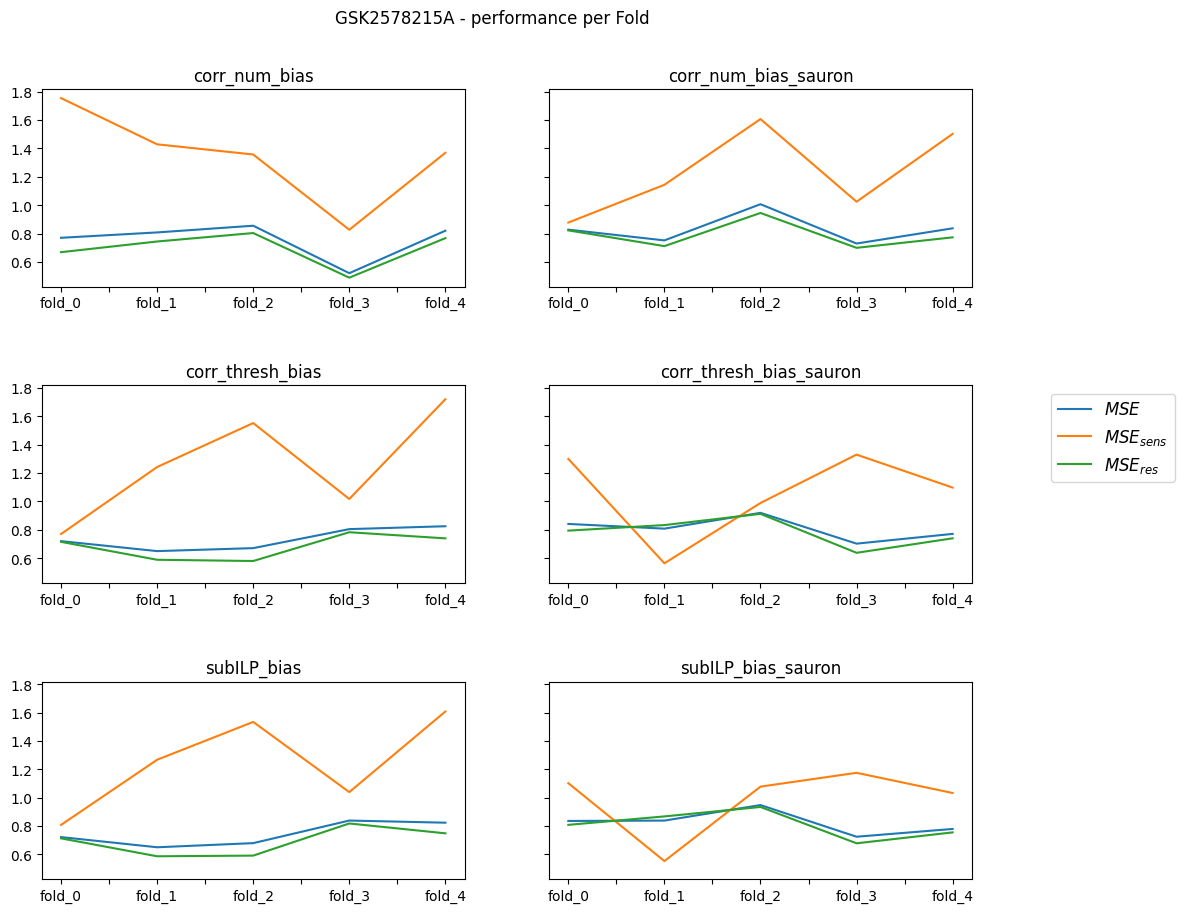 GSK2578215A - performance per Fold
corr_num_bias
1.8
1.6
1.4
1.2
1.0
0.8
0.6
fold_0 fold_1 fold_2 fold_3 fold_4
corr_num_bias_sauron
fold_0 fold_1 fold_2 fold_3 fold_4
corr_thresh_bias
1.8
1.6
1.4
1.2
1.0
0.8
0.6
fold_0 fold_1 fold_2 fold_3 fold_4
corr_thresh_bias_sauron
fold_0 fold_1 fold_2 fold_3 fold_4
MSE
MSE_sens
MSE_res
subILP_bias
1.8
1.6
1.4
1.2
1.0
0.8
0.6
fold_0 fold_1 fold_2 fold_3 fold_4
subILP_bias_sauron
fold_0 fold_1 fold_2 fold_3 fold_4